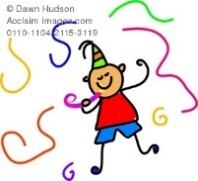 © Dawn Hudson
Acclaim Images.com
0110-1104-2115-3119